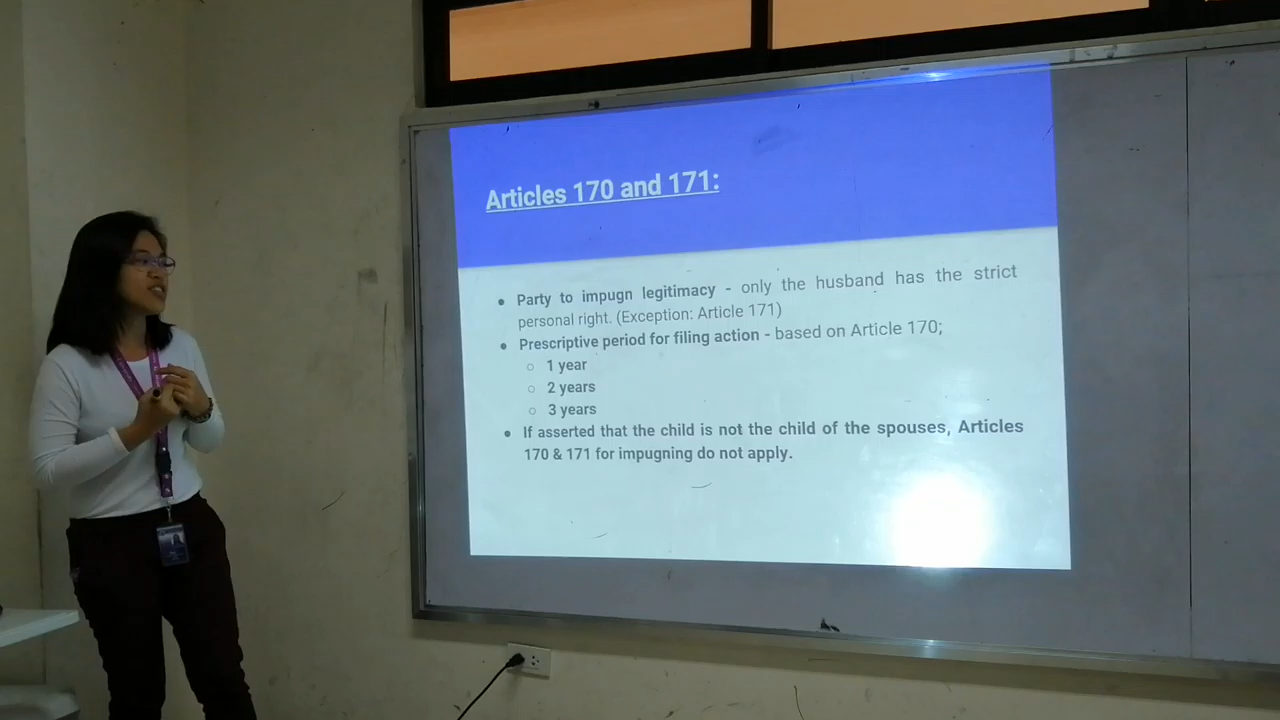 Articles 170 and 171:
● Party to impugn legitimacy - only the husband has the strict
personal right. (Exception: Article 171)
● Prescriptive period for filing action - based on Article 170;
○ 1 year
○ 2 years
○ 3 years
● If asserted that the child is not the child of the spouses, Articles
170 & 171 for impugning do not apply.